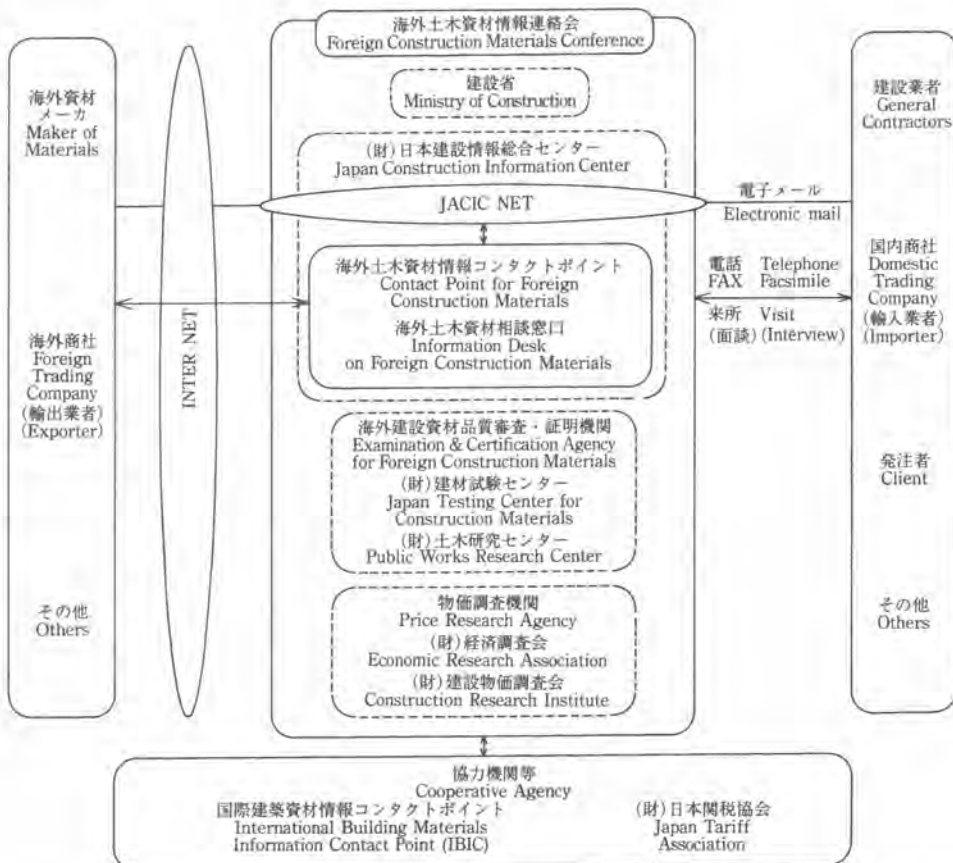 海外土木資材情報連絡会
Foreign Construction Materials Conference
海外資材
メーカ
Maker of
Materials
海外商社
Foreign
Trading
Company
(輸出業者)
(Exporter)
その他
Others
INTER NET
建設省
Ministry of Construction
(財)日本建設情報総合センター
Japan Construction Information Center
JACIC NET
海外土木資材情報コンタクトポイント
Contact Point for Foreign
Construction Materials
海外土木資材相談窓口
Information Desk
on Foreign Construction Materials
海外建設資材品質審査・証明機関
Examination & Certification Agency
for Foreign Construction Materials
(財)建材試験センター
Japan Testing Center for
Construction Materials
(財)土木研究センター
Public Works Research Center
物価調査機関
Price Research Agency
(財)経済調査会
Economic Research Association
(財)建設物価調査会
Construction Research Institute
電子メール
Electronic mail
電話 Telephone
FAX Facsimile
来所 Visit
(面談) (Interview)
建設業者
General
Contractors
国内商社
Domestic
Trading
Company
(輸入業者)
(Importer)
発注者
Client
その他
Others
協力機関等
Cooperative Agency
国際建築資材情報コンタクトポイント
International Building Materials
Information Contact Point (IBIC)
(財)日本関税協会
Japan Tariff
Association